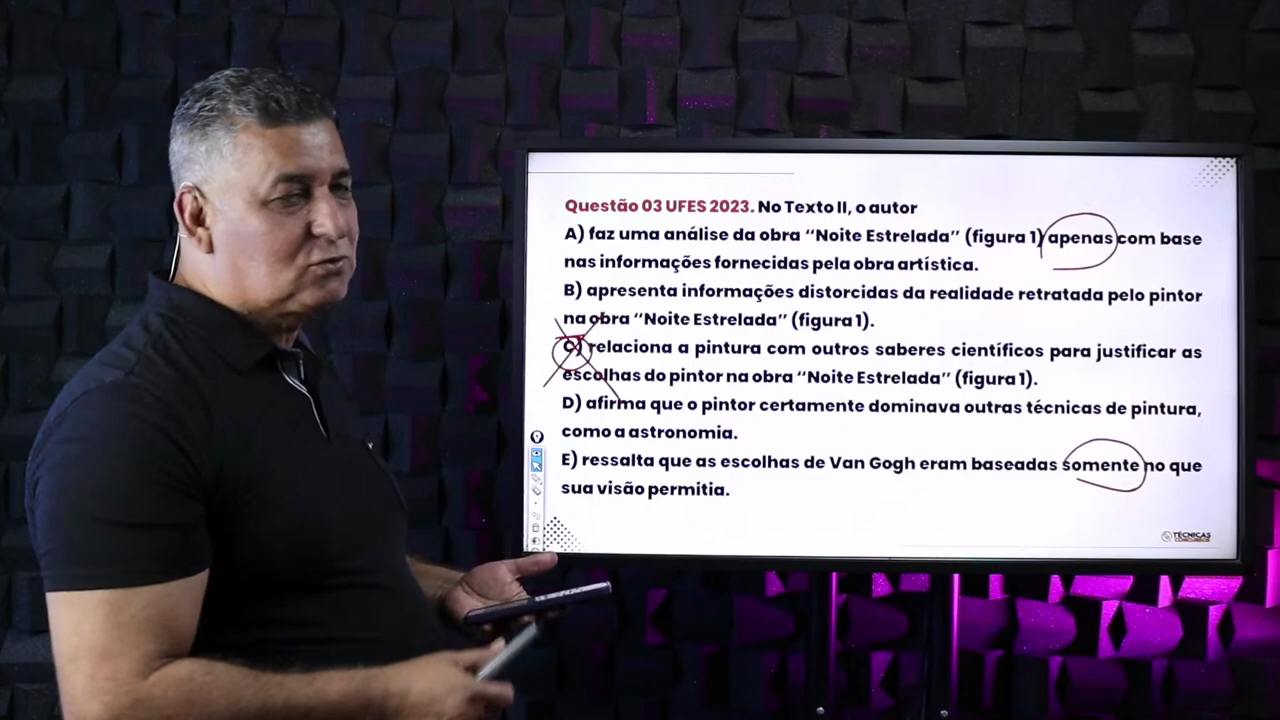 Questão 03 UFES 2023. No Texto II, o autor
A) faz uma análise da obra “Noite Estrelada” (figura 1) apenas com base
nas informações fornecidas pela obra artística.
B) apresenta informações distorcidas da realidade retratada pelo pintor
na obra “Noite Estrelada” (figura 1).
C) relaciona a pintura com outros saberes científicos para justificar as
escolhas do pintor na obra “Noite Estrelada” (figura 1).
D) afirma que o pintor certamente dominava outras técnicas de pintura,
como a astronomia.
E) ressalta que as escolhas de Van Gogh eram baseadas somente no que
sua visão permitia.
TÉCNICAS
CONCURSOS